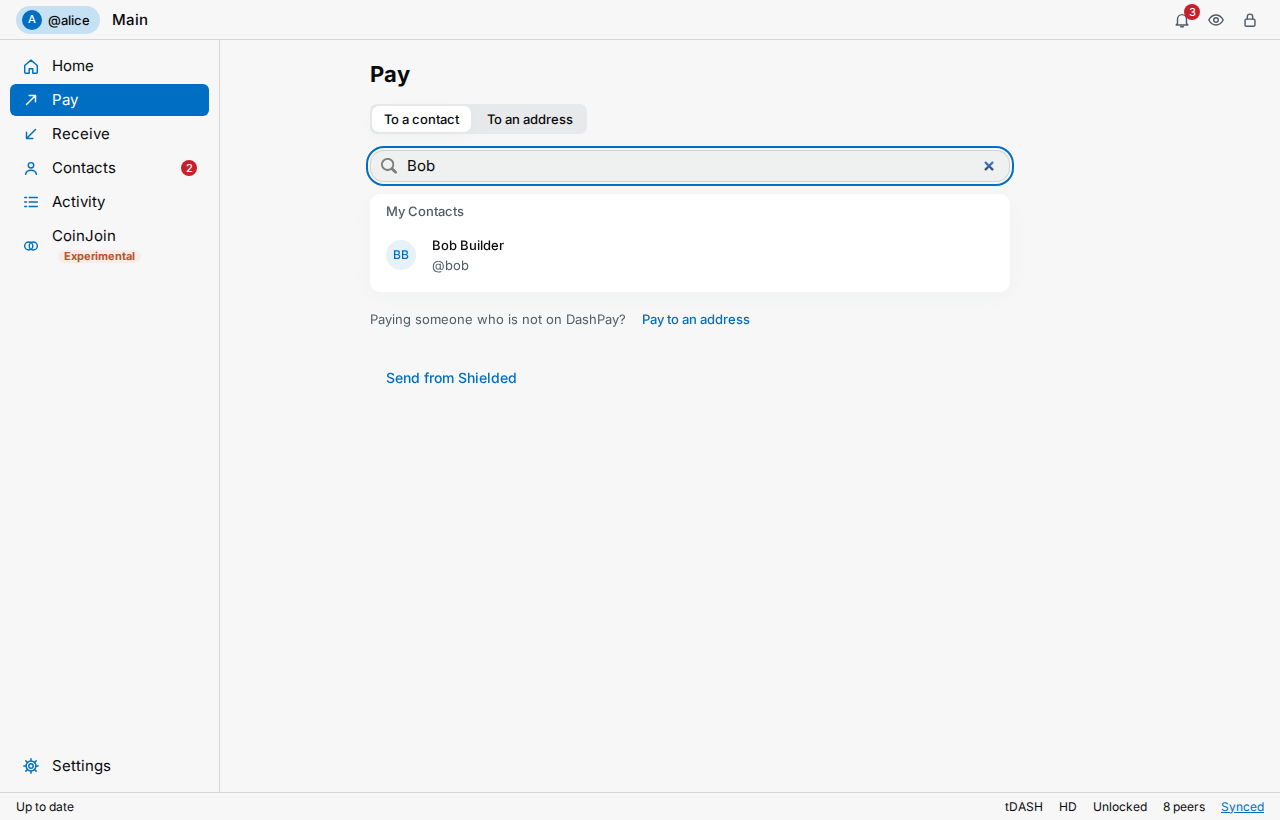 A @alice Main 3
Home
Pay
Receive
Contacts 2
Activity
CoinJoin
Experimental
Settings
Pay
To a contact To an address
Bob
My Contacts
BB Bob Builder
@bob
Paying someone who is not on DashPay? Pay to an address
Send from Shielded
Up to date tDASH HD Unlocked 8 peers Synced